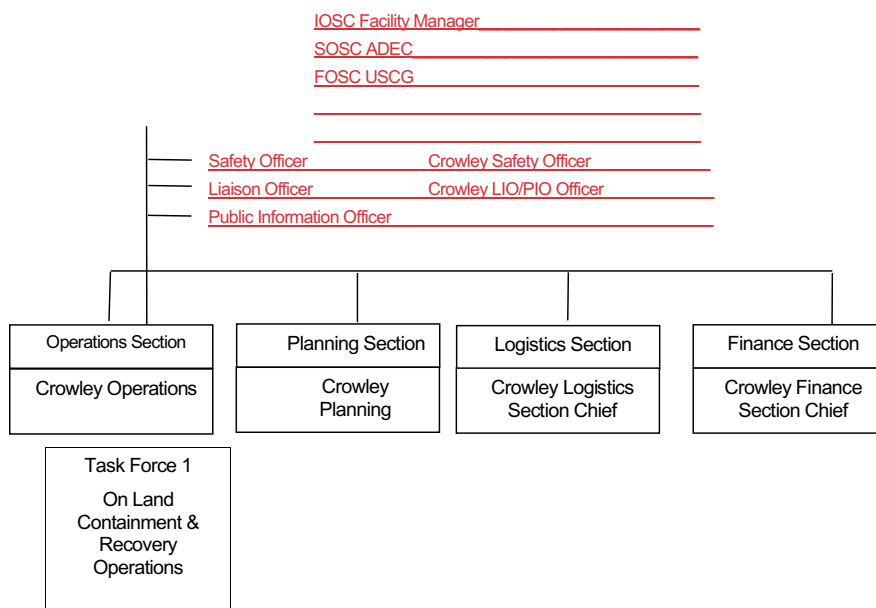 IOSC Facility Manager
SOSC ADEC
FOSC USCG
Safety Officer Crowley Safety Officer
Liaison Officer Crowley LIO/PIO Officer
Public Information Officer
Operations Section Planning Section Logistics Section Finance Section
Crowley Operations Crowley Crowley Logistics Crowley Finance
Planning Section Chief Section Chief
Task Force 1
On Land
Containment &
Recovery
Operations